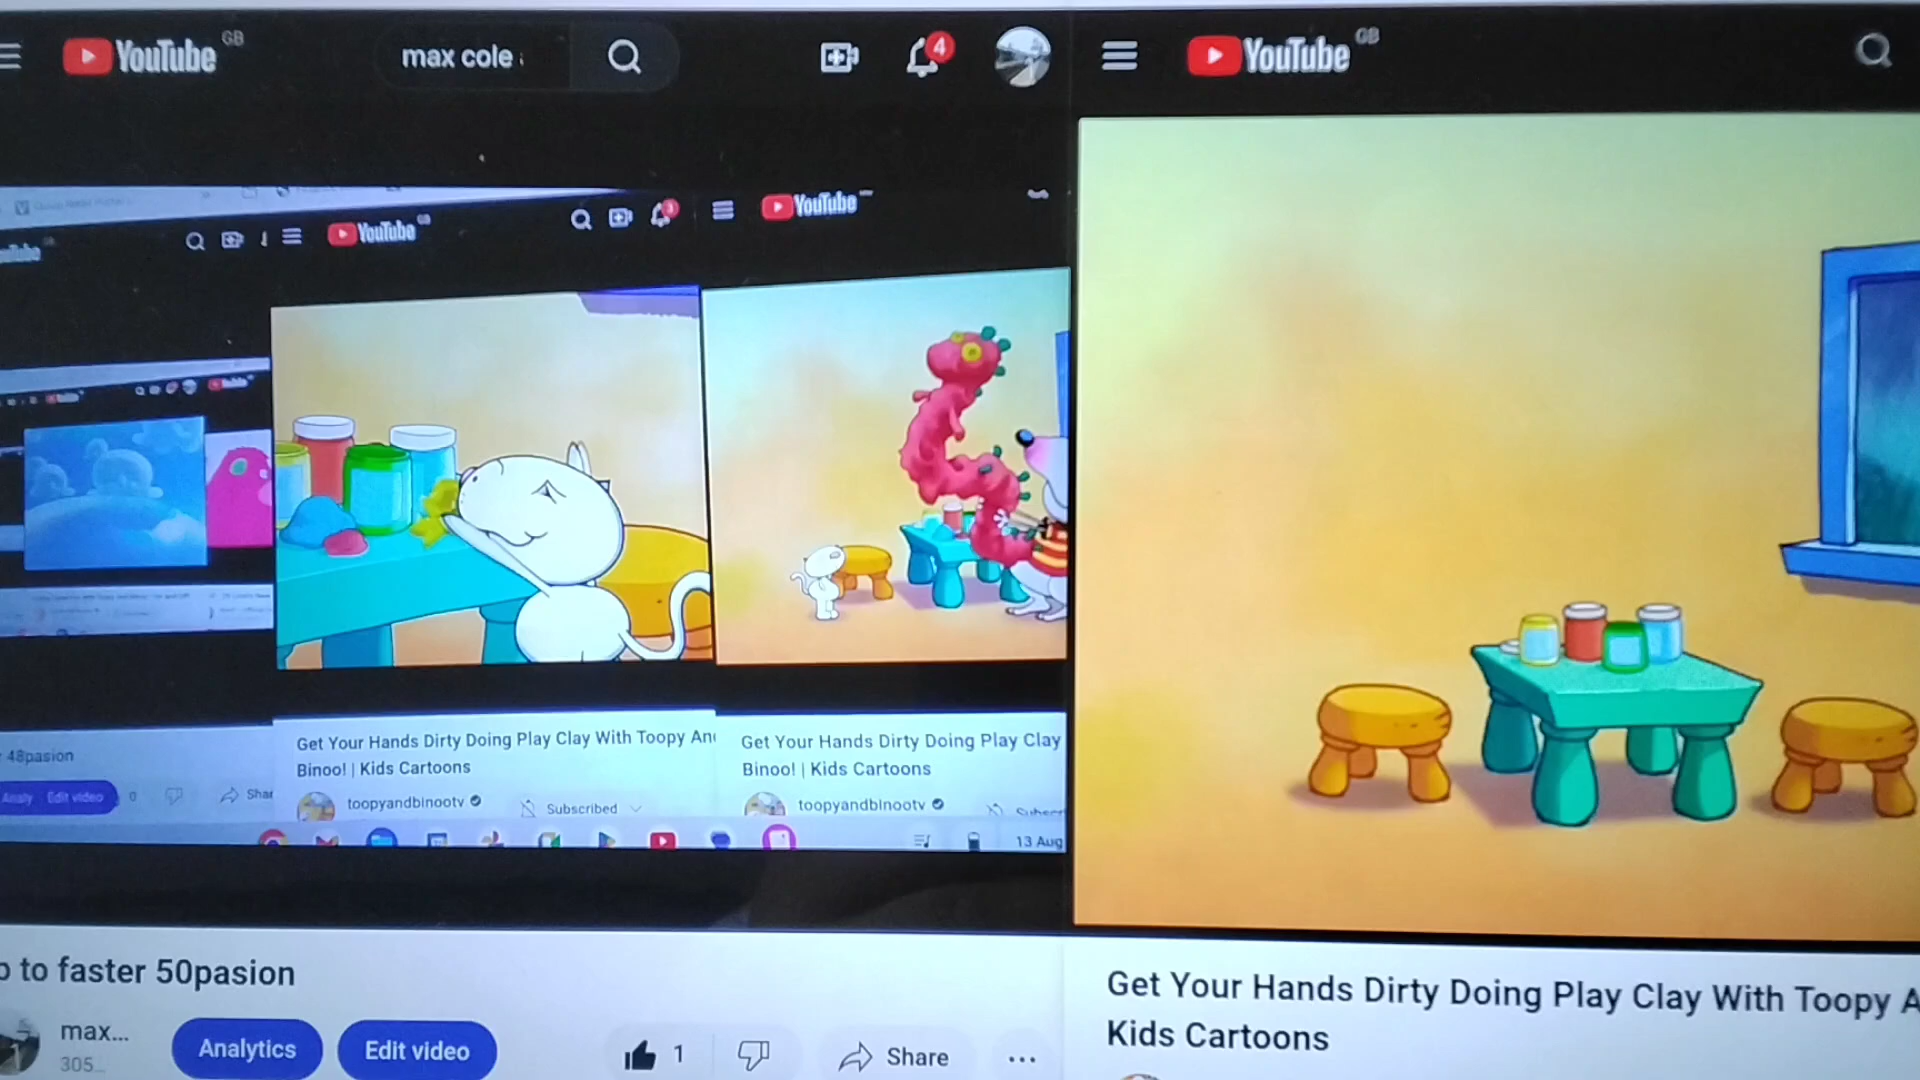 YouTube GB
max cole
4
YouTube GB
YouTube
YouTube
3
YouTube
48pasion
Edit video
0
Get Your Hands Dirty Doing Play Clay With Toopy An
Binoo! | Kids Cartoons
toopyandbinootv
Subscribed
Get Your Hands Dirty Doing Play Clay
Binoo! | Kids Cartoons
toopyandbinootv
13 Aug
to faster 50pasion
max...
305...
Analytics
Edit video
1
Share
Get Your Hands Dirty Doing Play Clay With Toopy A
Kids Cartoons